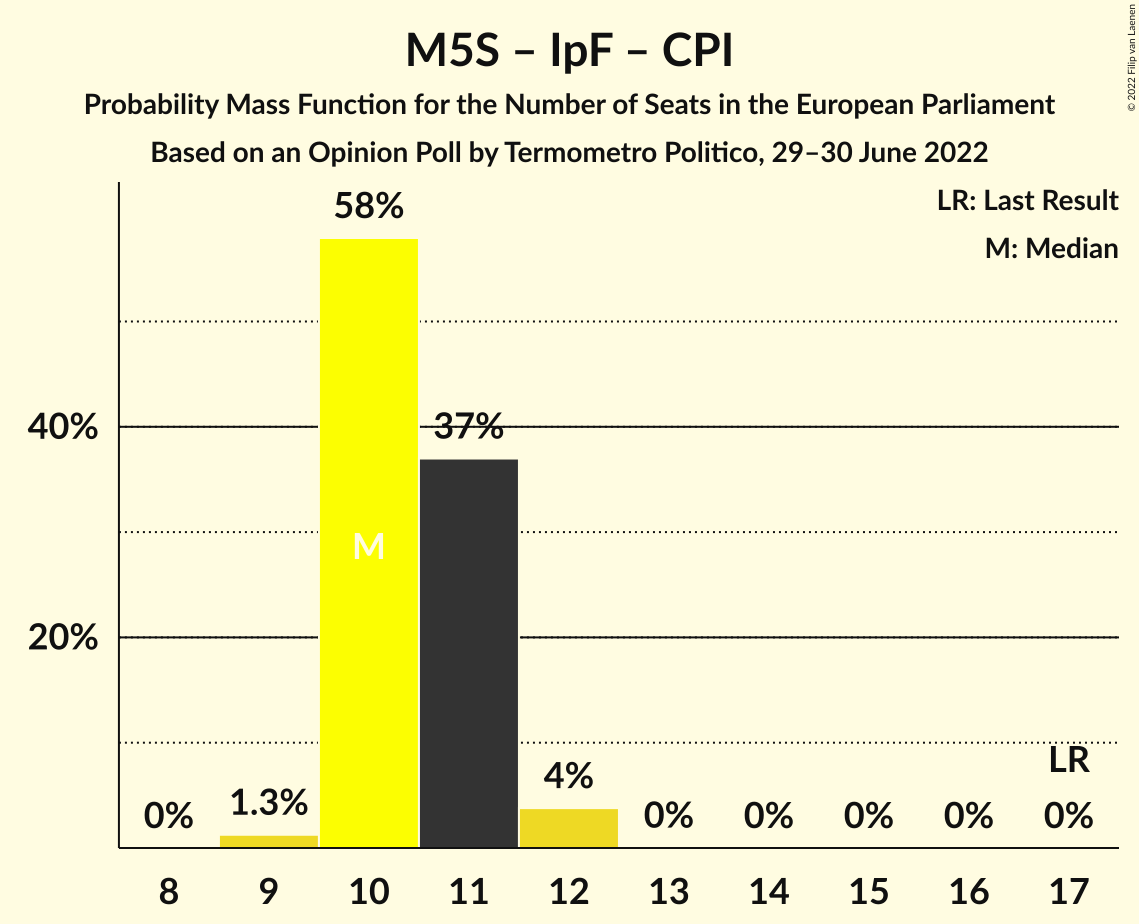 M5S – IpF – CPI
Probability Mass Function for the Number of Seats in the European Parliament
Based on an Opinion Poll by Termometro Politico, 29–30 June 2022
© 2022 Filip van Laenen
LR: Last Result
M: Median
58%
40%
37%
M
20%
LR
4%
0%
1.3%
0%
0%
0%
0%
0%
8
9
10
11
12
13
14
15
16
17